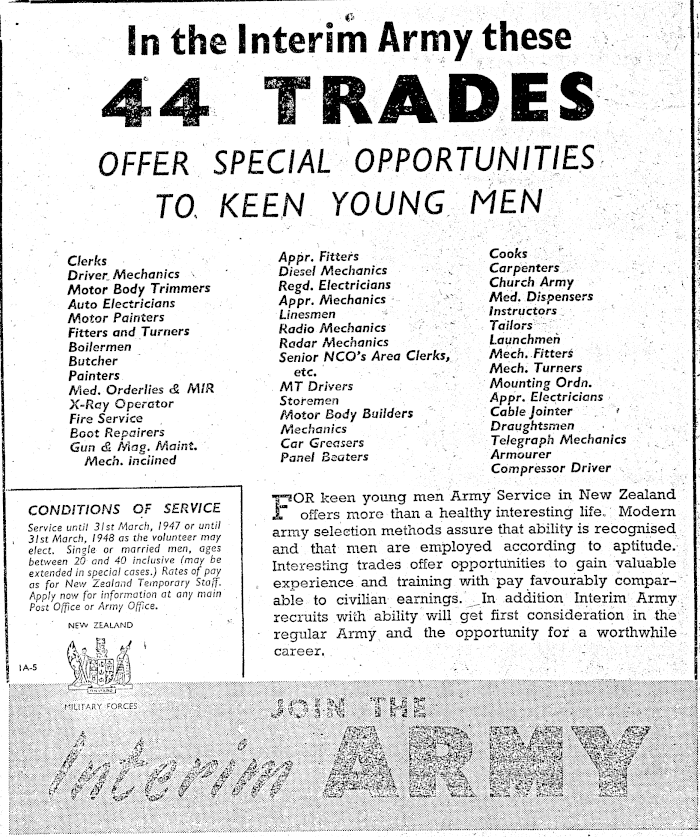 In the Interim Army these
44 TRADES
OFFER SPECIAL OPPORTUNITIES
TO KEEN YOUNG MEN
Clerks
Driver Mechanics
Motor Body Trimmers
Auto Electricians
Motor Painters
Fitters and Turners
Boilermen
Butcher
Painters
Med. Orderlies & MIR
X-Ray Operator
Fire Service
Boot Repairers
Gun & Mag. Maint.
Mech. inclined
Appr. Fitters
Diesel Mechanics
Regd. Electricians
Appr. Mechanics
Linesmen
Radio Mechanics
Radar Mechanics
Senior NCO's Area Clerks,
etc.
MT Drivers
Storemen
Motor Body Builders
Mechanics
Car Greasers
Panel Beaters
Cooks
Carpenters
Church Army
Med. Dispensers
Instructors
Tailors
Launchmen
Mech. Fitters
Mech. Turners
Mounting Ordn.
Appr. Electricians
Cable Jointer
Draughtsmen
Telegraph Mechanics
Armourer
Compressor Driver
CONDITIONS OF SERVICE
Service until 31st March, 1947 or until
31st March, 1948 as the volunteer may
elect. Single or married men, ages
between 20 and 40 inclusive (may be
extended in special cases.) Rates of pay
as for New Zealand Temporary Staff.
Apply now for information at any main
Post Office or Army Office.
NEW ZEALAND
1A-5
MILITARY FORCES
FOR keen young men Army Service in New Zealand
offers more than a healthy interesting life. Modern
army selection methods assure that ability is recognised
and that men are employed according to aptitude.
Interesting trades offer opportunities to gain valuable
experience and training with pay favourably compar-
able to civilian earnings. In addition Interim Army
recruits with ability will get first consideration in the
regular Army and the opportunity for a worthwhile
career.
JOIN THE
Interim ARMY